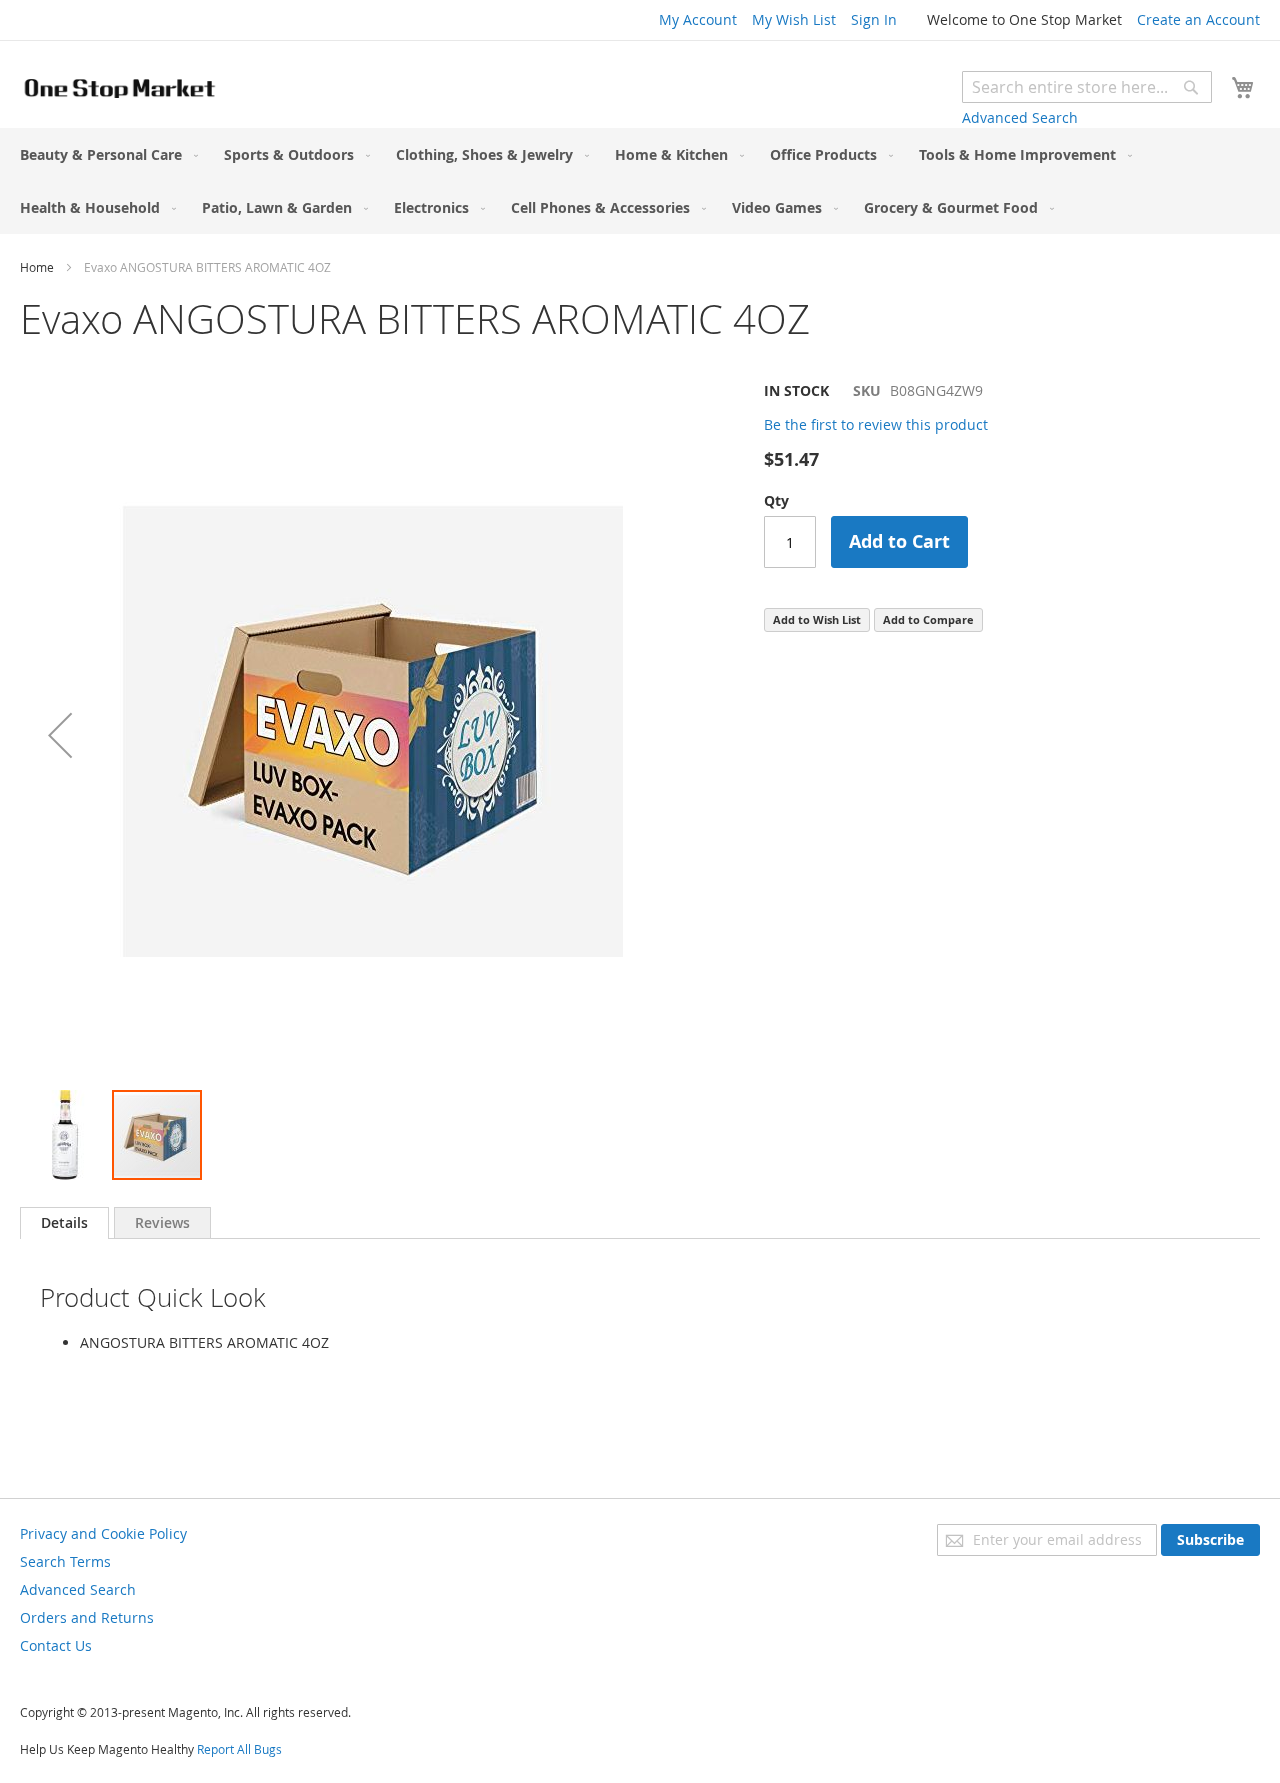 My Account My Wish List Sign In Welcome to One Stop Market Create an Account
One Stop Market
Search entire store here...
Advanced Search
Beauty & Personal Care Sports & Outdoors Clothing, Shoes & Jewelry Home & Kitchen Office Products Tools & Home Improvement
Health & Household Patio, Lawn & Garden Electronics Cell Phones & Accessories Video Games Grocery & Gourmet Food
Home Evaxo ANGOSTURA BITTERS AROMATIC 4OZ
Evaxo ANGOSTURA BITTERS AROMATIC 4OZ
IN STOCK SKU B08GNG4ZW9
Be the first to review this product
$51.47
Qty
1 Add to Cart
Add to Wish List Add to Compare
EVAXO
LUV BOX-
EVAXO PACK
LUV
BOX
EVAXO
LUV BOX-
EVAXO PACK
Details Reviews
Product Quick Look
ANGOSTURA BITTERS AROMATIC 4OZ
Privacy and Cookie Policy
Search Terms
Advanced Search
Orders and Returns
Contact Us
Enter your email address Subscribe
Copyright © 2013-present Magento, Inc. All rights reserved.
Help Us Keep Magento Healthy Report All Bugs